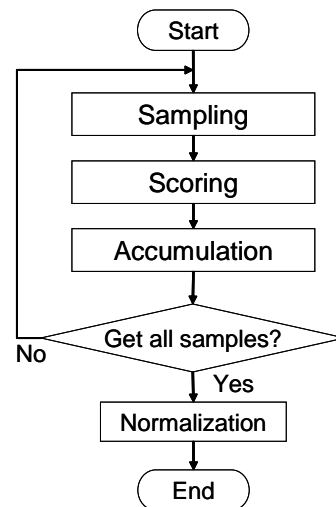 Start
Sampling
Scoring
Accumulation
Get all samples?
No
Yes
Normalization
End